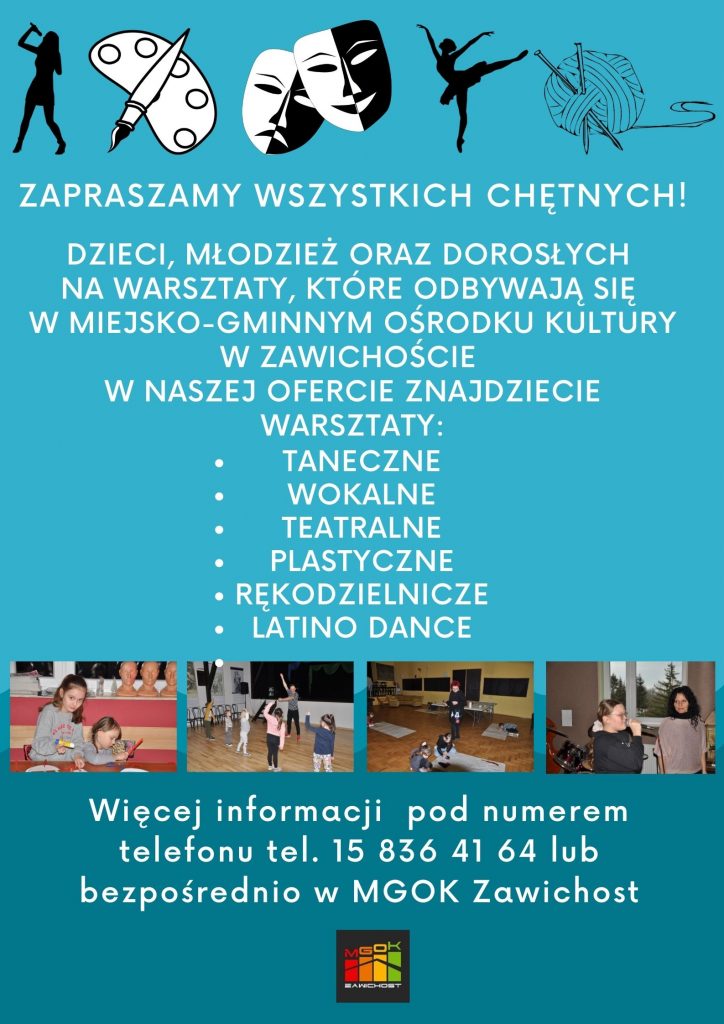 ZAPRASZAMY WSZYSTKICH CHĘTNYCH!
DZIECI, MŁODZIEŻ ORAZ DOROSŁYCH
NA WARSZTATY, KTÓRE ODBYWAJĄ SIĘ
W MIEJSKO-GMINNYM OŚRODKU KULTURY
W ZAWICHOŚCIE
W NASZEJ OFERCIE ZNAJDZIECIE
WARSZTATY:
• TANECZNE
• WOKALNE
• TEATRALNE
• PLASTYCZNE
• RĘKODZIELNICZE
• LATINO DANCE
•
Więcej informacji pod numerem
telefonu tel. 15 836 41 64 lub
bezpośrednio w MGOK Zawichost
MGOK
ZAWICHOST